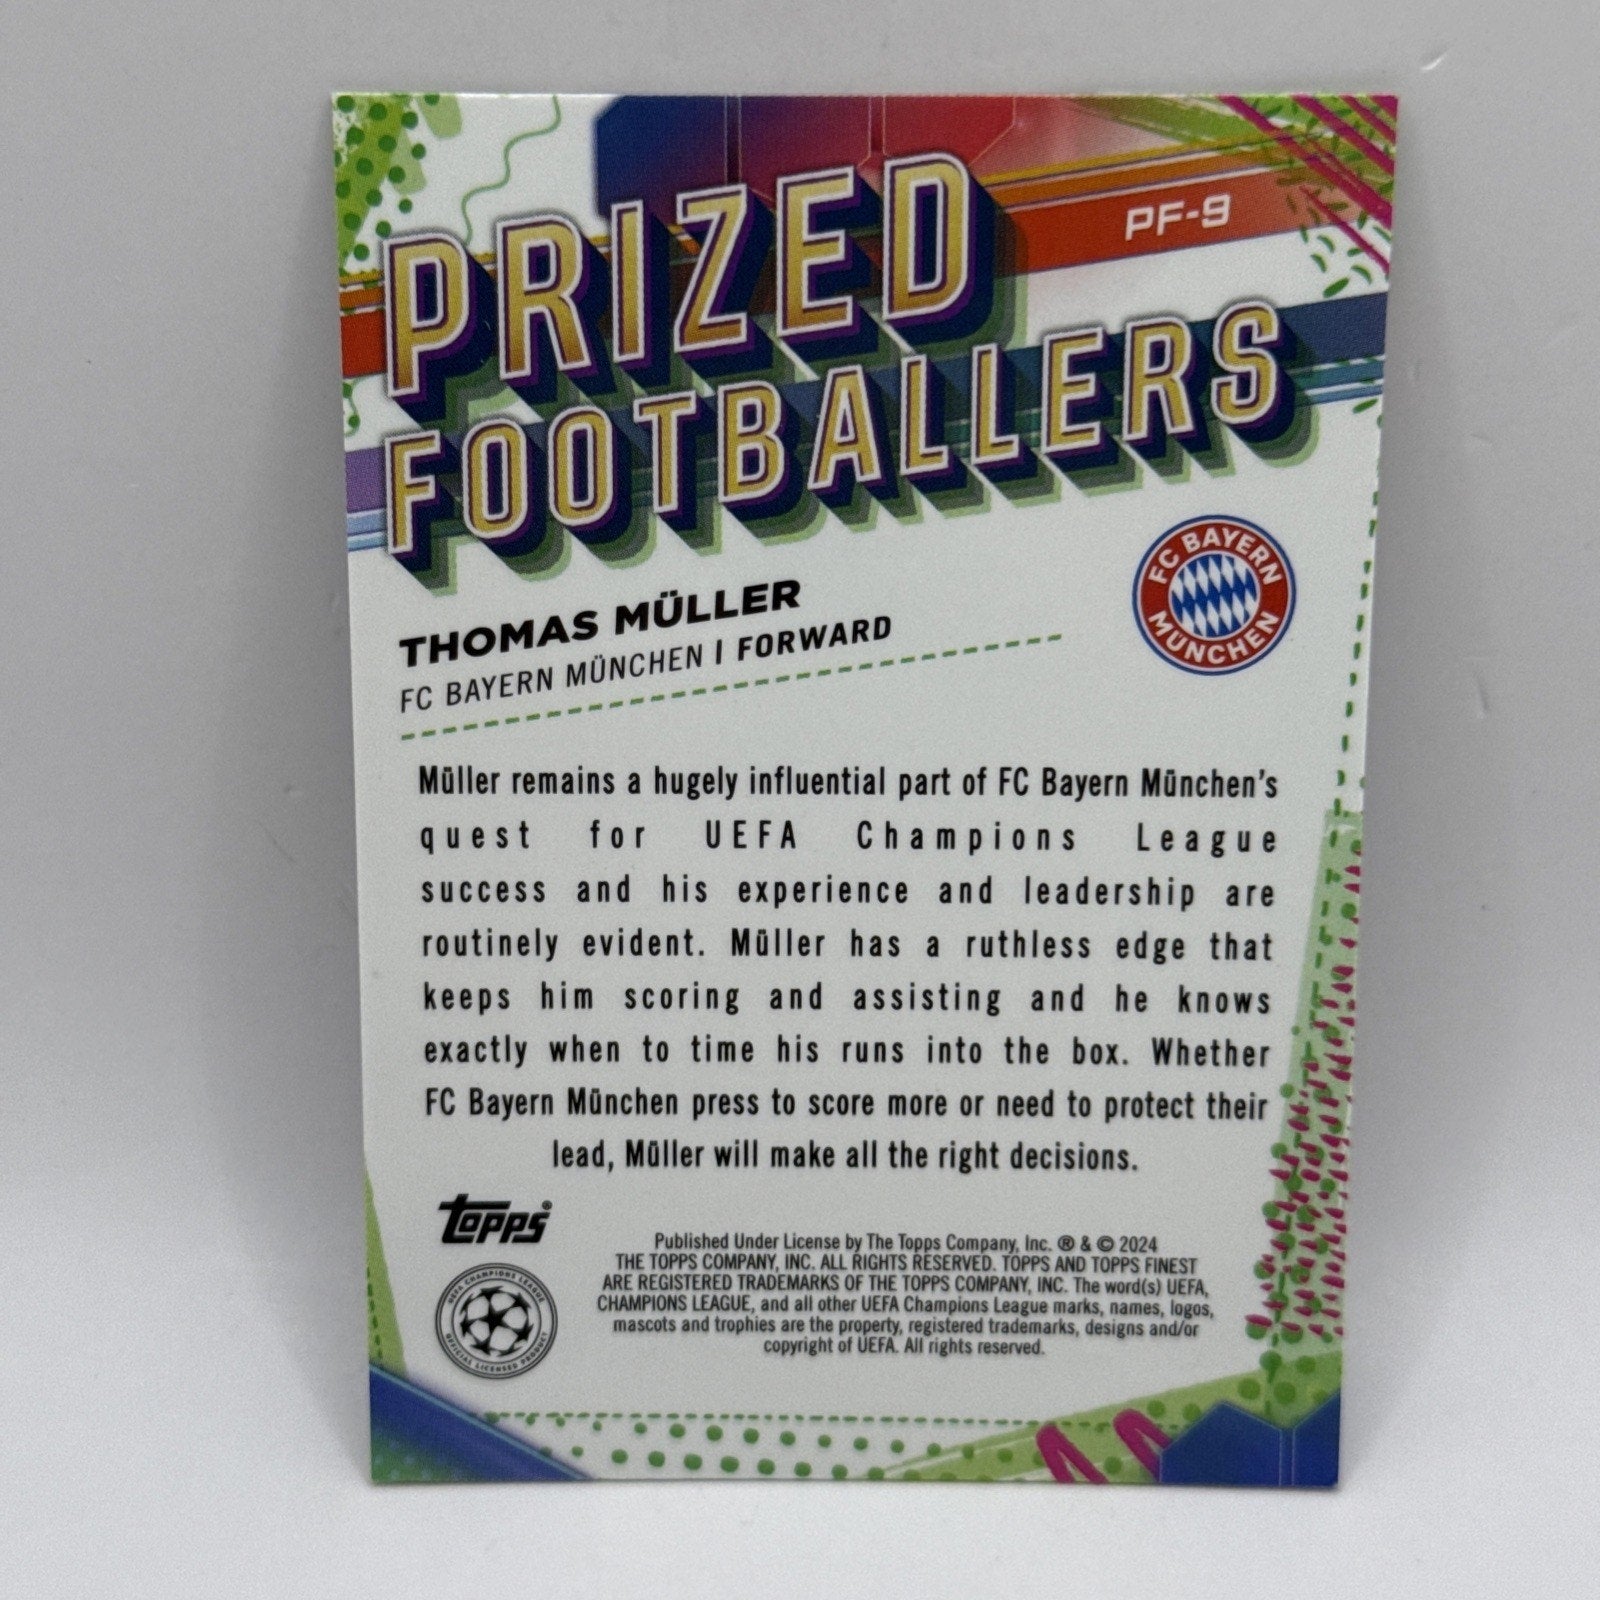 PRIZED
PF-9
FOOTBALLERS
FC BAYERN
MÜNCHEN
THOMAS MÜLLER
FC BAYERN MÜNCHEN | FORWARD
Müller remains a hugely influential part of FC Bayern München's
quest for UEFA Champions League
success and his experience and leadership are
routinely evident. Müller has a ruthless edge that
keeps him scoring and assisting and he knows
exactly when to time his runs into the box. Whether
FC Bayern München press to score more or need to protect their
lead, Müller will make all the right decisions.
topps®
UEFA CHAMPIONS LEAGUE
OFFICIAL LICENSED PRODUCT
Published Under License by The Topps Company, Inc. ® & © 2024
THE TOPPS COMPANY, INC. ALL RIGHTS RESERVED. TOPPS AND TOPPS FINEST
ARE REGISTERED TRADEMARKS OF THE TOPPS COMPANY, INC. The word(s) UEFA,
CHAMPIONS LEAGUE, and all other UEFA Champions League marks, names, logos,
mascots and trophies are the property, registered trademarks, designs and/or
copyright of UEFA. All rights reserved.